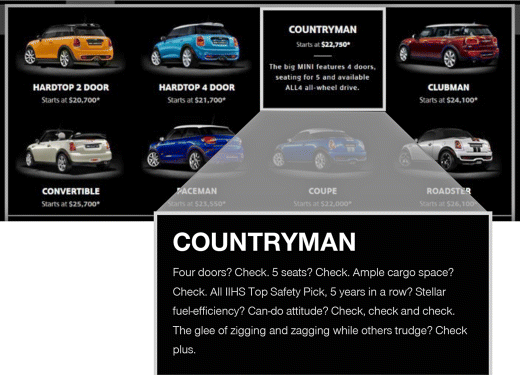 COUNTRYMAN
Starts at $22,750*
The big MINI features 4 doors,
seating for 5 and available
ALL4 all-wheel drive.
HARDTOP 2 DOOR
Starts at $20,700*
HARDTOP 4 DOOR
Starts at $21,700*
CLUBMAN
Starts at $24,100*
CONVERTIBLE
Starts at $25,700*
PACEMAN
Starts at $23,550*
COUPE
Starts at $22,000*
ROADSTER
Starts at $26,100*
COUNTRYMAN
Four doors? Check. 5 seats? Check. Ample cargo space?
Check. All IIHS Top Safety Pick, 5 years in a row? Stellar
fuel-efficiency? Can-do attitude? Check, check and check.
The glee of zigging and zagging while others trudge? Check
plus.